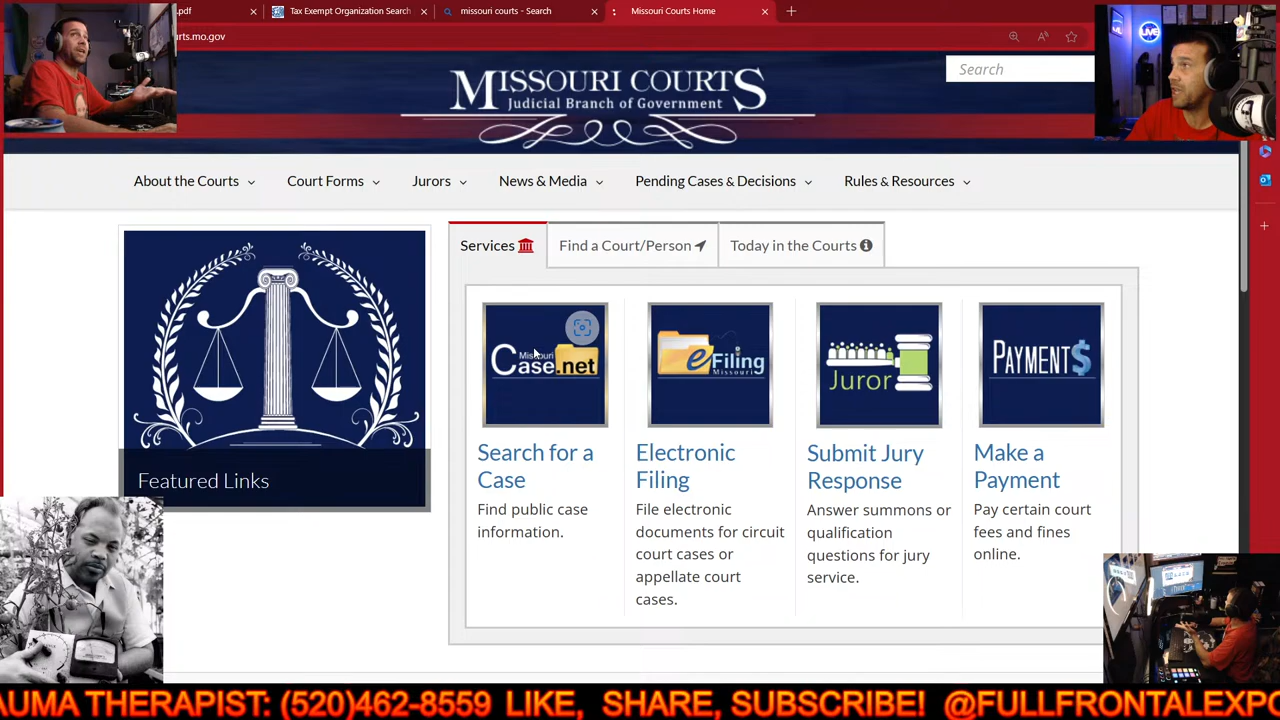 .pdf
Tax Exempt Organization Search
missouri courts - Search
Missouri Courts Home
rts.mo.gov
LIVE
MISSOURI COURTS
Judicial Branch of Government
Search
About the Courts
Court Forms
Jurors
News & Media
Pending Cases & Decisions
Rules & Resources
Services
Find a Court/Person
Today in the Courts
Featured Links
Missouri
Case.net
eFiling
Missouri
Juror
PAYMENT$
Search for a
Case
Find public case
information.
Electronic
Filing
File electronic
documents for circuit
court cases or
appellate court
cases.
Submit Jury
Response
Answer summons or
qualification
questions for jury
service.
Make a
Payment
Pay certain court
fees and fines
online.
AUMA THERAPIST: (520)462-8559 LIKE, SHARE, SUBSCRIBE! @FULLFRONTALEXPO